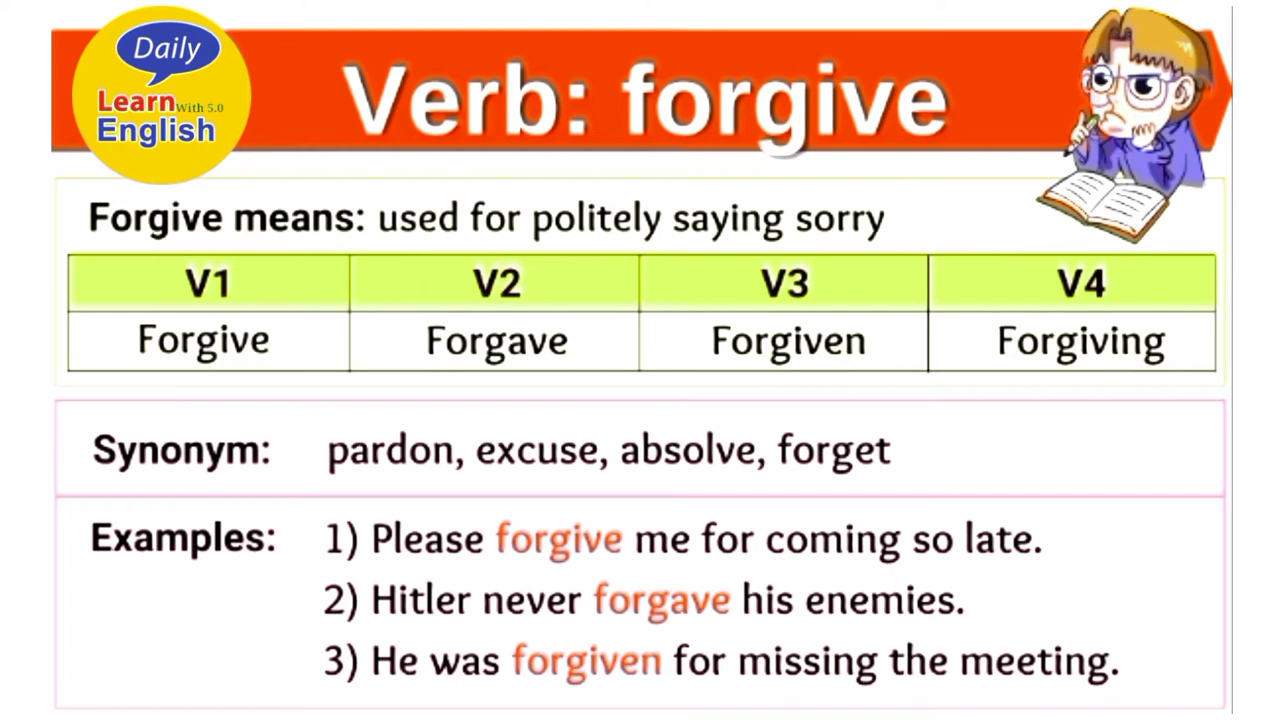 Daily
Learn With 5.0
English
Verb: forgive
Forgive means: used for politely saying sorry
V1 V2 V3 V4
Forgive Forgave Forgiven Forgiving
Synonym: pardon, excuse, absolve, forget
Examples: 1) Please forgive me for coming so late.
2) Hitler never forgave his enemies.
3) He was forgiven for missing the meeting.